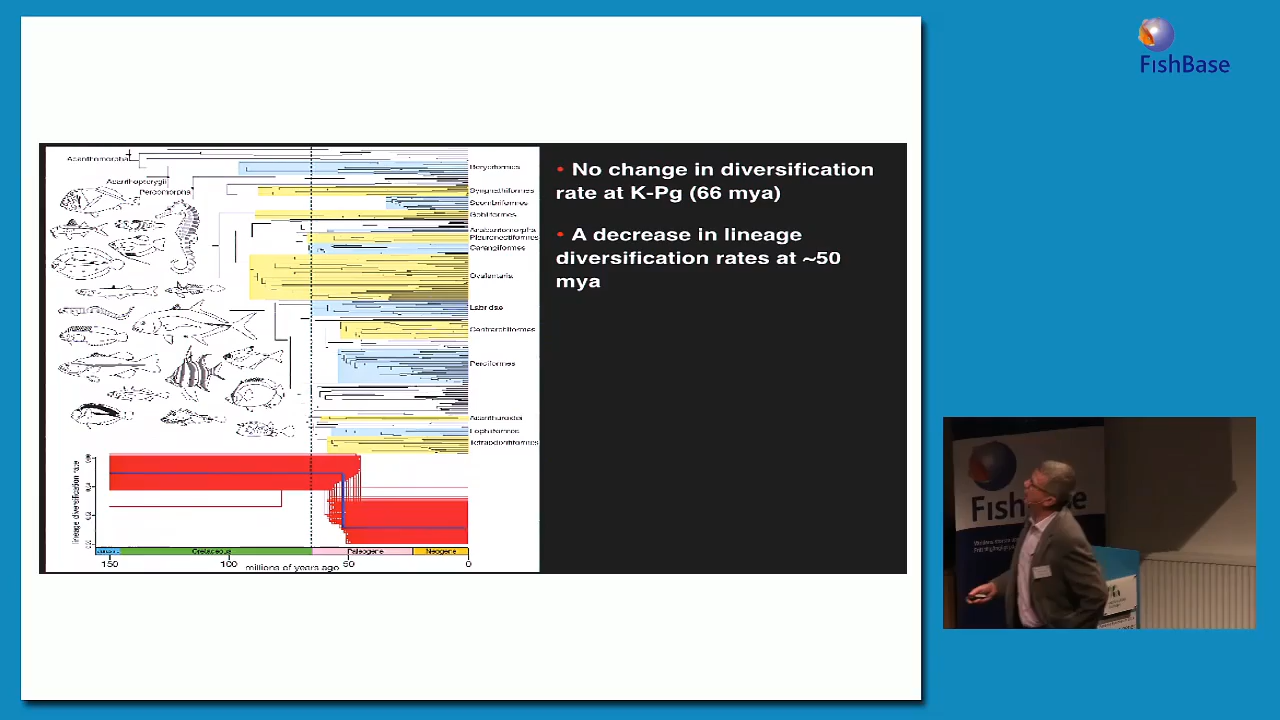 FishBase
• No change in diversification
rate at K-Pg (66 mya)
• A decrease in lineage
diversification rates at ~50
mya
Acanthomorpha
Acanthopterygii
Percomorpha
Beryciformes
Syngnathiformes
Scombriformes
Gobiiformes
Anabantomorpha
Pleuronectiformes
Carangiformes
Ovalentaria
Labridae
Centrarchiformes
Perciformes
Acanthuroidei
Lophiiformes
Tetraodontiformes
lineage diversification rate
Cretaceous
Paleogene
Neogene
150
100
50
0
millions of years ago
FishBase